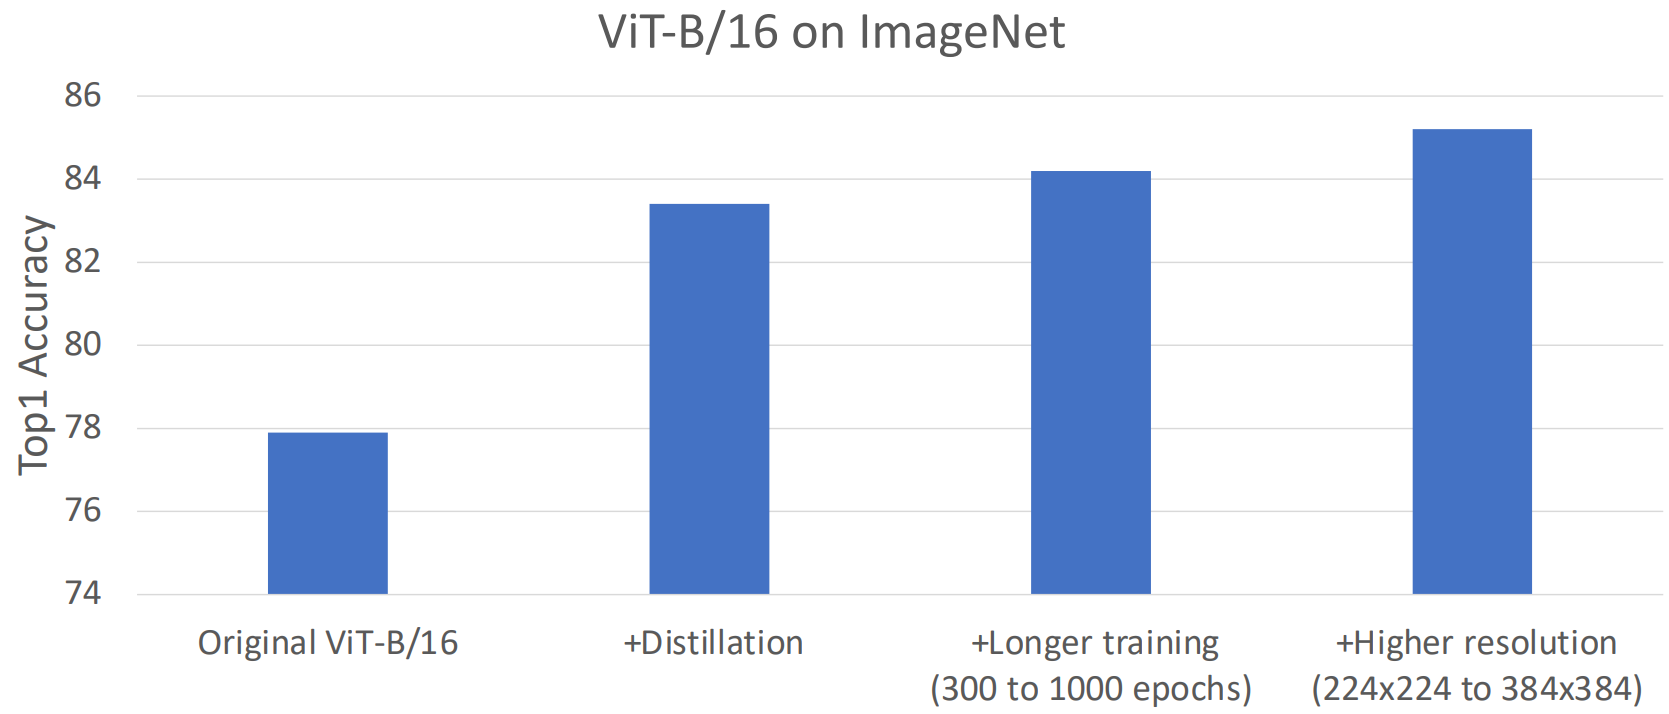 ViT-B/16 on ImageNet
Top1 Accuracy
86
84
82
80
78
76
74
Original ViT-B/16
+Distillation
+Longer training
(300 to 1000 epochs)
+Higher resolution
(224x224 to 384x384)